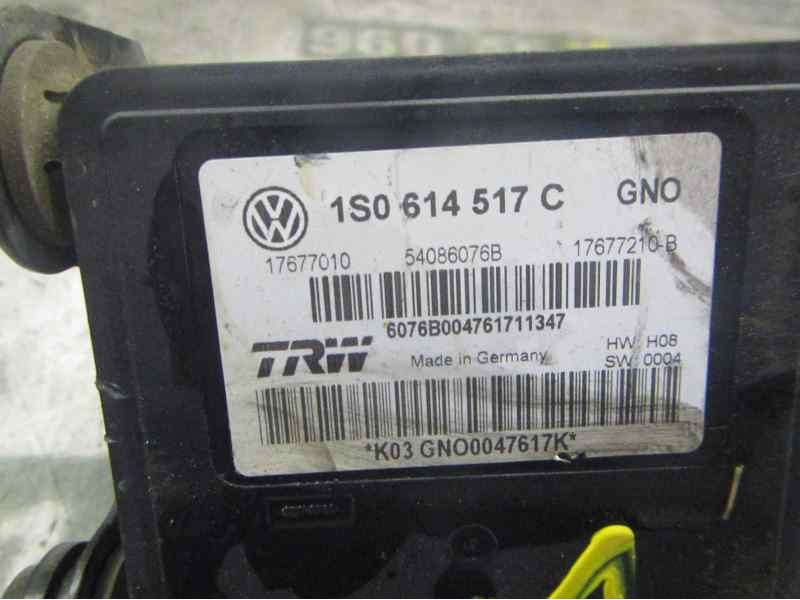 1S0 614 517 C GNO
17677010 54086076B 17677210-B
6076B004761711347
TRW Made in Germany HW: H08
SW: 0004
*K03 GNO0047617K*